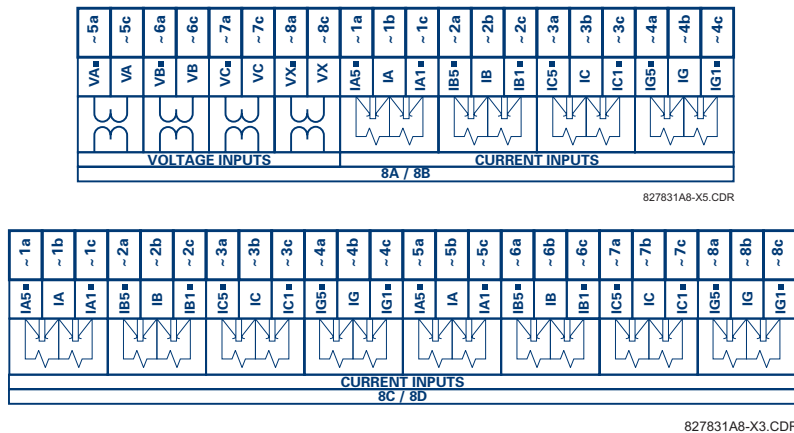 ~ 5a ~ 5c ~ 6a ~ 6c ~ 7a ~ 7c ~ 8a ~ 8c ~ 1a ~ 1b ~ 1c ~ 2a ~ 2b ~ 2c ~ 3a ~ 3b ~ 3c ~ 4a ~ 4b ~ 4c
VA■ VA VB■ VB VC■ VC VX■ VX IA5■ IA IA1■ IB5■ IB IB1■ IC5■ IC IC1■ IG5■ IG IG1■
VOLTAGE INPUTS CURRENT INPUTS
8A / 8B
827831A8-X5.CDR
~ 1a ~ 1b ~ 1c ~ 2a ~ 2b ~ 2c ~ 3a ~ 3b ~ 3c ~ 4a ~ 4b ~ 4c ~ 5a ~ 5b ~ 5c ~ 6a ~ 6b ~ 6c ~ 7a ~ 7b ~ 7c ~ 8a ~ 8b ~ 8c
IA5■ IA IA1■ IB5■ IB IB1■ IC5■ IC IC1■ IG5■ IG IG1■ IA5■ IA IA1■ IB5■ IB IB1■ IC5■ IC IC1■ IG5■ IG IG1■
CURRENT INPUTS
8C / 8D
827831A8-X3.CDR